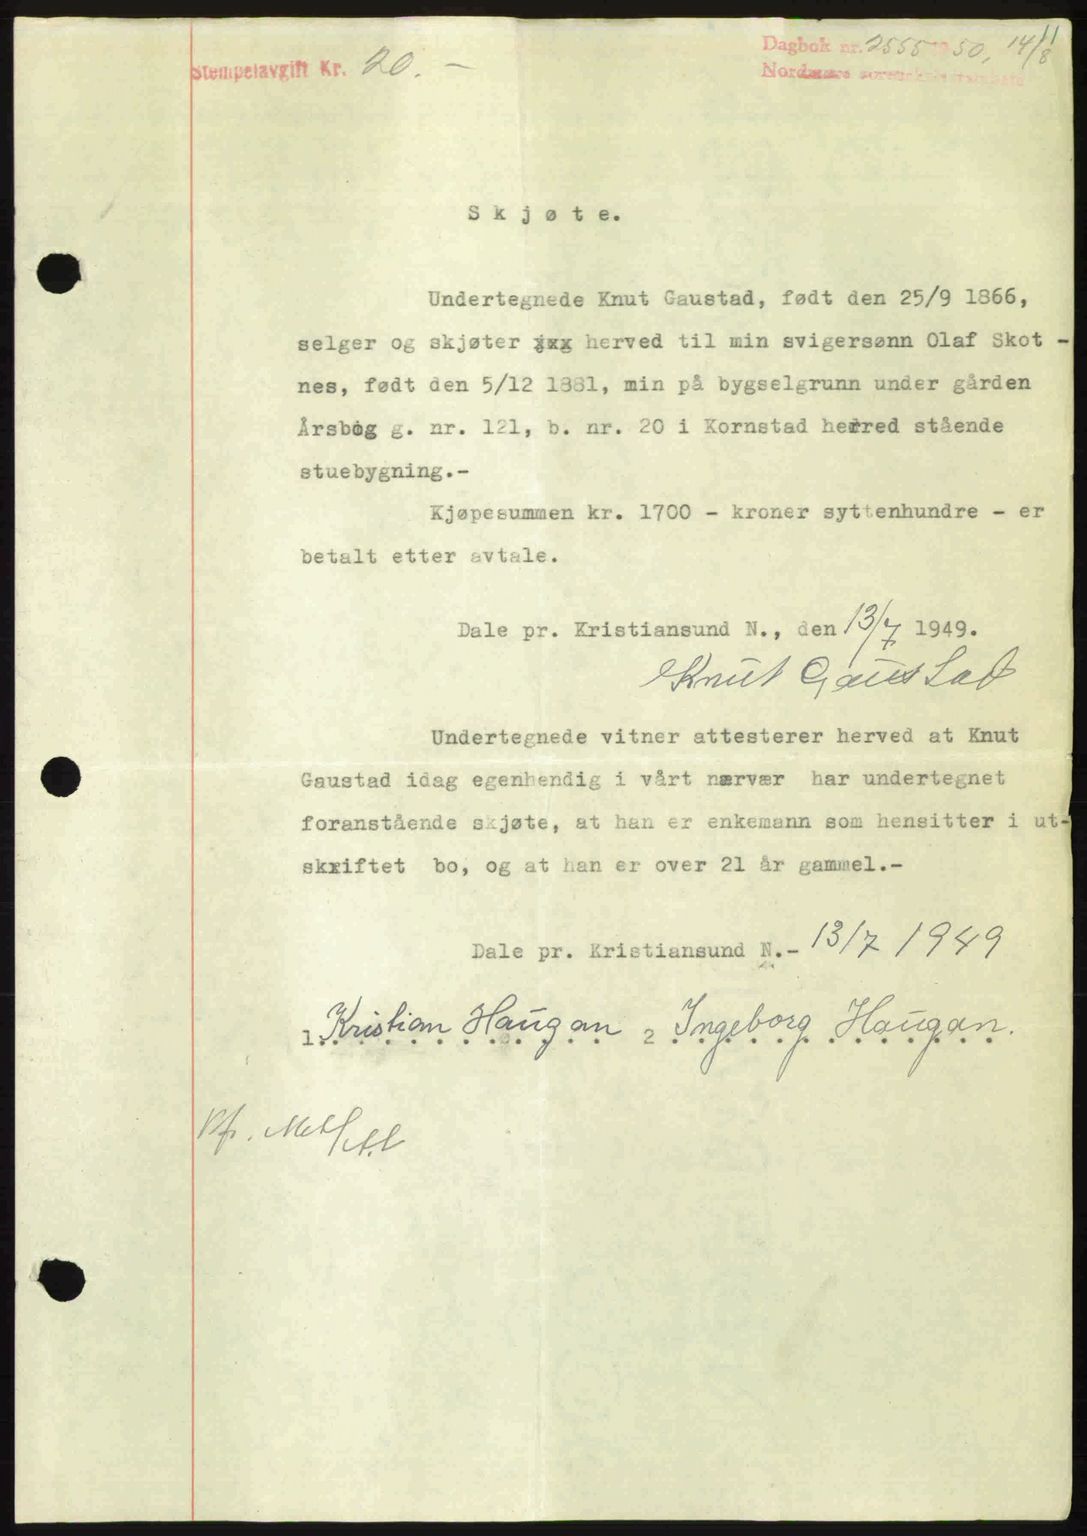 Stempelavgift Kr. 20.-
Dagbok nr. 2555 1950, 14/8
11
Nordmøre sorenskriverembete
S k j ø t e.
Undertegnede Knut Gaustad, født den 25/9 1866,
selger og skjøter xxx herved til min svigersønn Olaf Skot -
nes, født den 5/12 1881, min på bygselgrunn under gården
Årsbøg g. nr. 121, b. nr. 20 i Kornstad herred stående
stuebygning.-
Kjøpesummen kr. 1700 - kroner syttenhundre - er
betalt etter avtale.
Dale pr. Kristiansund N., den 13/7 1949.
Knut Gaustad
Undertegnede vitner attesterer herved at Knut
Gaustad idag egenhendig i vårt nærvær har undertegnet
foranstående skjøte, at han er enkemann som hensitter i ut-
skriftet bo, og at han er over 21 år gammel.-
Dale pr. Kristiansund N.- 13/7 1949
1 Kristian Haugan 2 Ingeborg Haugan.